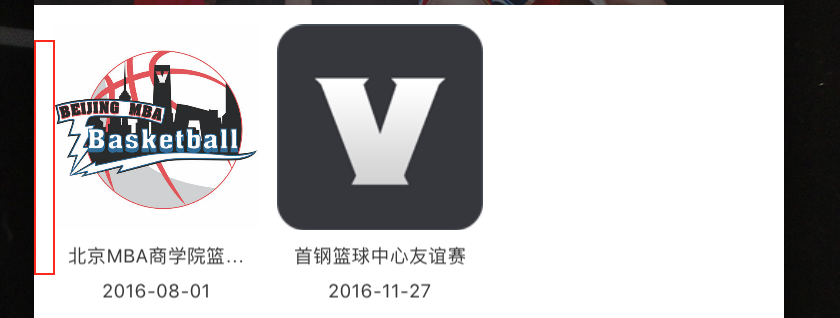 BEIJING MBA
Basketball
V
北京MBA商学院篮...
首钢篮球中心友谊赛
2016-08-01
2016-11-27